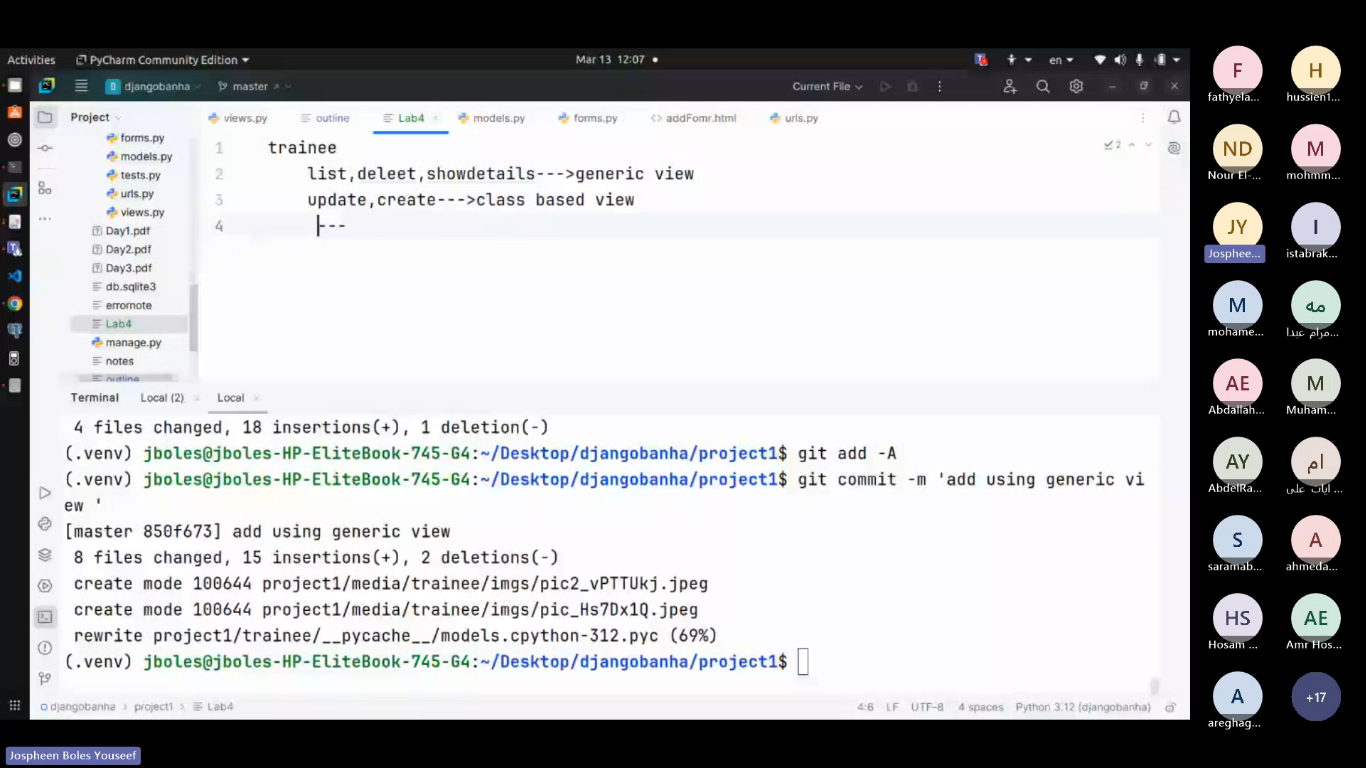 Activities PyCharm Community Edition Mar 13 12:07 en
djangobanha master Current File
Project views.py outline Lab4 models.py forms.py addFomr.html urls.py
forms.py
models.py
tests.py
urls.py
views.py
Day1.pdf
Day2.pdf
Day3.pdf
db.sqlite3
errornote
Lab4
manage.py
notes
outline
1 trainee
2 list,deleet,showdetails--->generic view
3 update,create--->class based view
4 ---
2
Terminal Local (2) Local
4 files changed, 18 insertions(+), 1 deletion(-)
(.venv) jboles@jboles-HP-EliteBook-745-G4:~/Desktop/djangobanha/project1$ git add -A
(.venv) jboles@jboles-HP-EliteBook-745-G4:~/Desktop/djangobanha/project1$ git commit -m 'add using generic vi
ew '
[master 850f673] add using generic view
8 files changed, 15 insertions(+), 2 deletions(-)
create mode 100644 project1/media/trainee/imgs/pic2_vPTTUkj.jpeg
create mode 100644 project1/media/trainee/imgs/pic_Hs7Dx1Q.jpeg
rewrite project1/trainee/__pycache__/models.cpython-312.pyc (69%)
(.venv) jboles@jboles-HP-EliteBook-745-G4:~/Desktop/djangobanha/project1$
djangobanha project1 Lab4 4:6 LF UTF-8 4 spaces Python 3.12 (djangobanha)
F H
fathyela... hussien1...
ND M
Nour El-... mohmm...
JY I
Josphee... istabrak...
M مه
mohame... مرام عبدا...
AE M
Abdallah... Muham...
AY ام
AbdelRa... ايات على...
S A
saramab... ahmeda...
HS AE
Hosam ... Amr Hos...
A +17
areghag...
Jospheen Boles Youseef